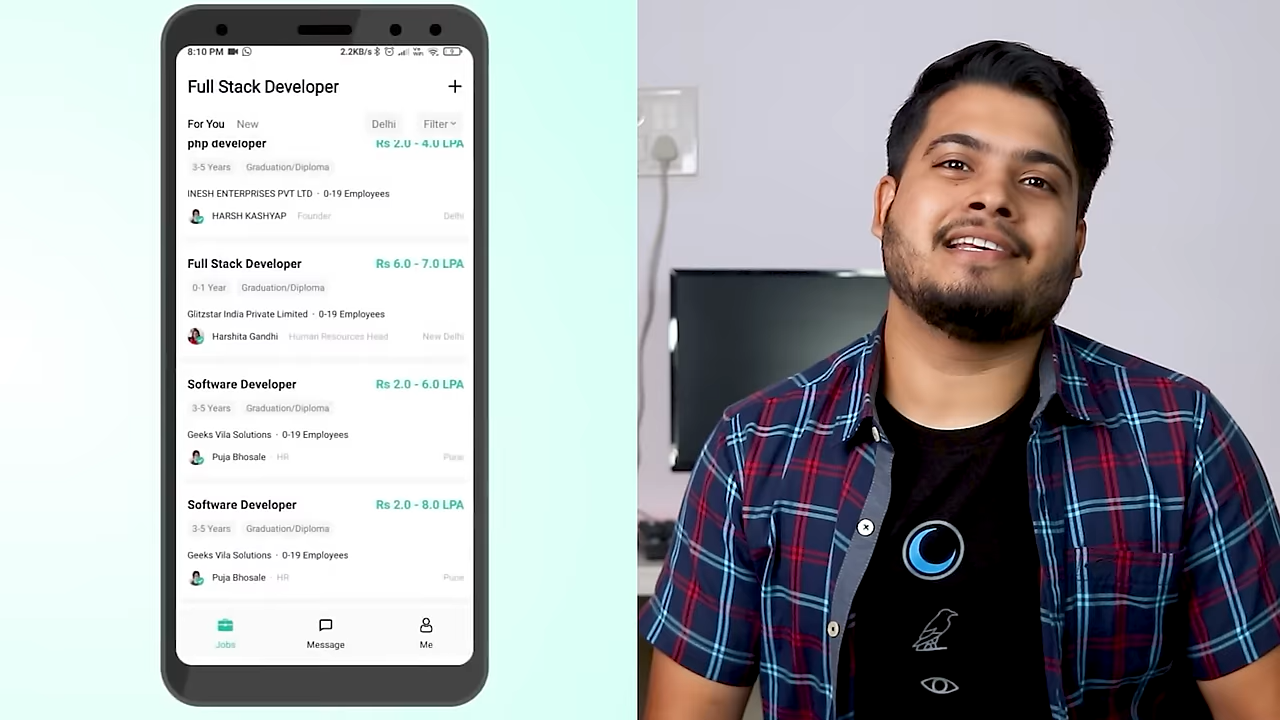 8:10 PM 2.2KB/s
Full Stack Developer +
For You New Delhi Filter
php developer Rs 2.0 - 4.0 LPA
3-5 Years Graduation/Diploma
INESH ENTERPRISES PVT LTD · 0-19 Employees
HARSH KASHYAP Founder Delhi
Full Stack Developer Rs 6.0 - 7.0 LPA
0-1 Year Graduation/Diploma
Glitzstar India Private Limited · 0-19 Employees
Harshita Gandhi Human Resources Head New Delhi
Software Developer Rs 2.0 - 6.0 LPA
3-5 Years Graduation/Diploma
Geeks Vila Solutions · 0-19 Employees
Puja Bhosale · HR Pune
Software Developer Rs 2.0 - 8.0 LPA
3-5 Years Graduation/Diploma
Geeks Vila Solutions · 0-19 Employees
Puja Bhosale · HR Pune
Jobs Message Me